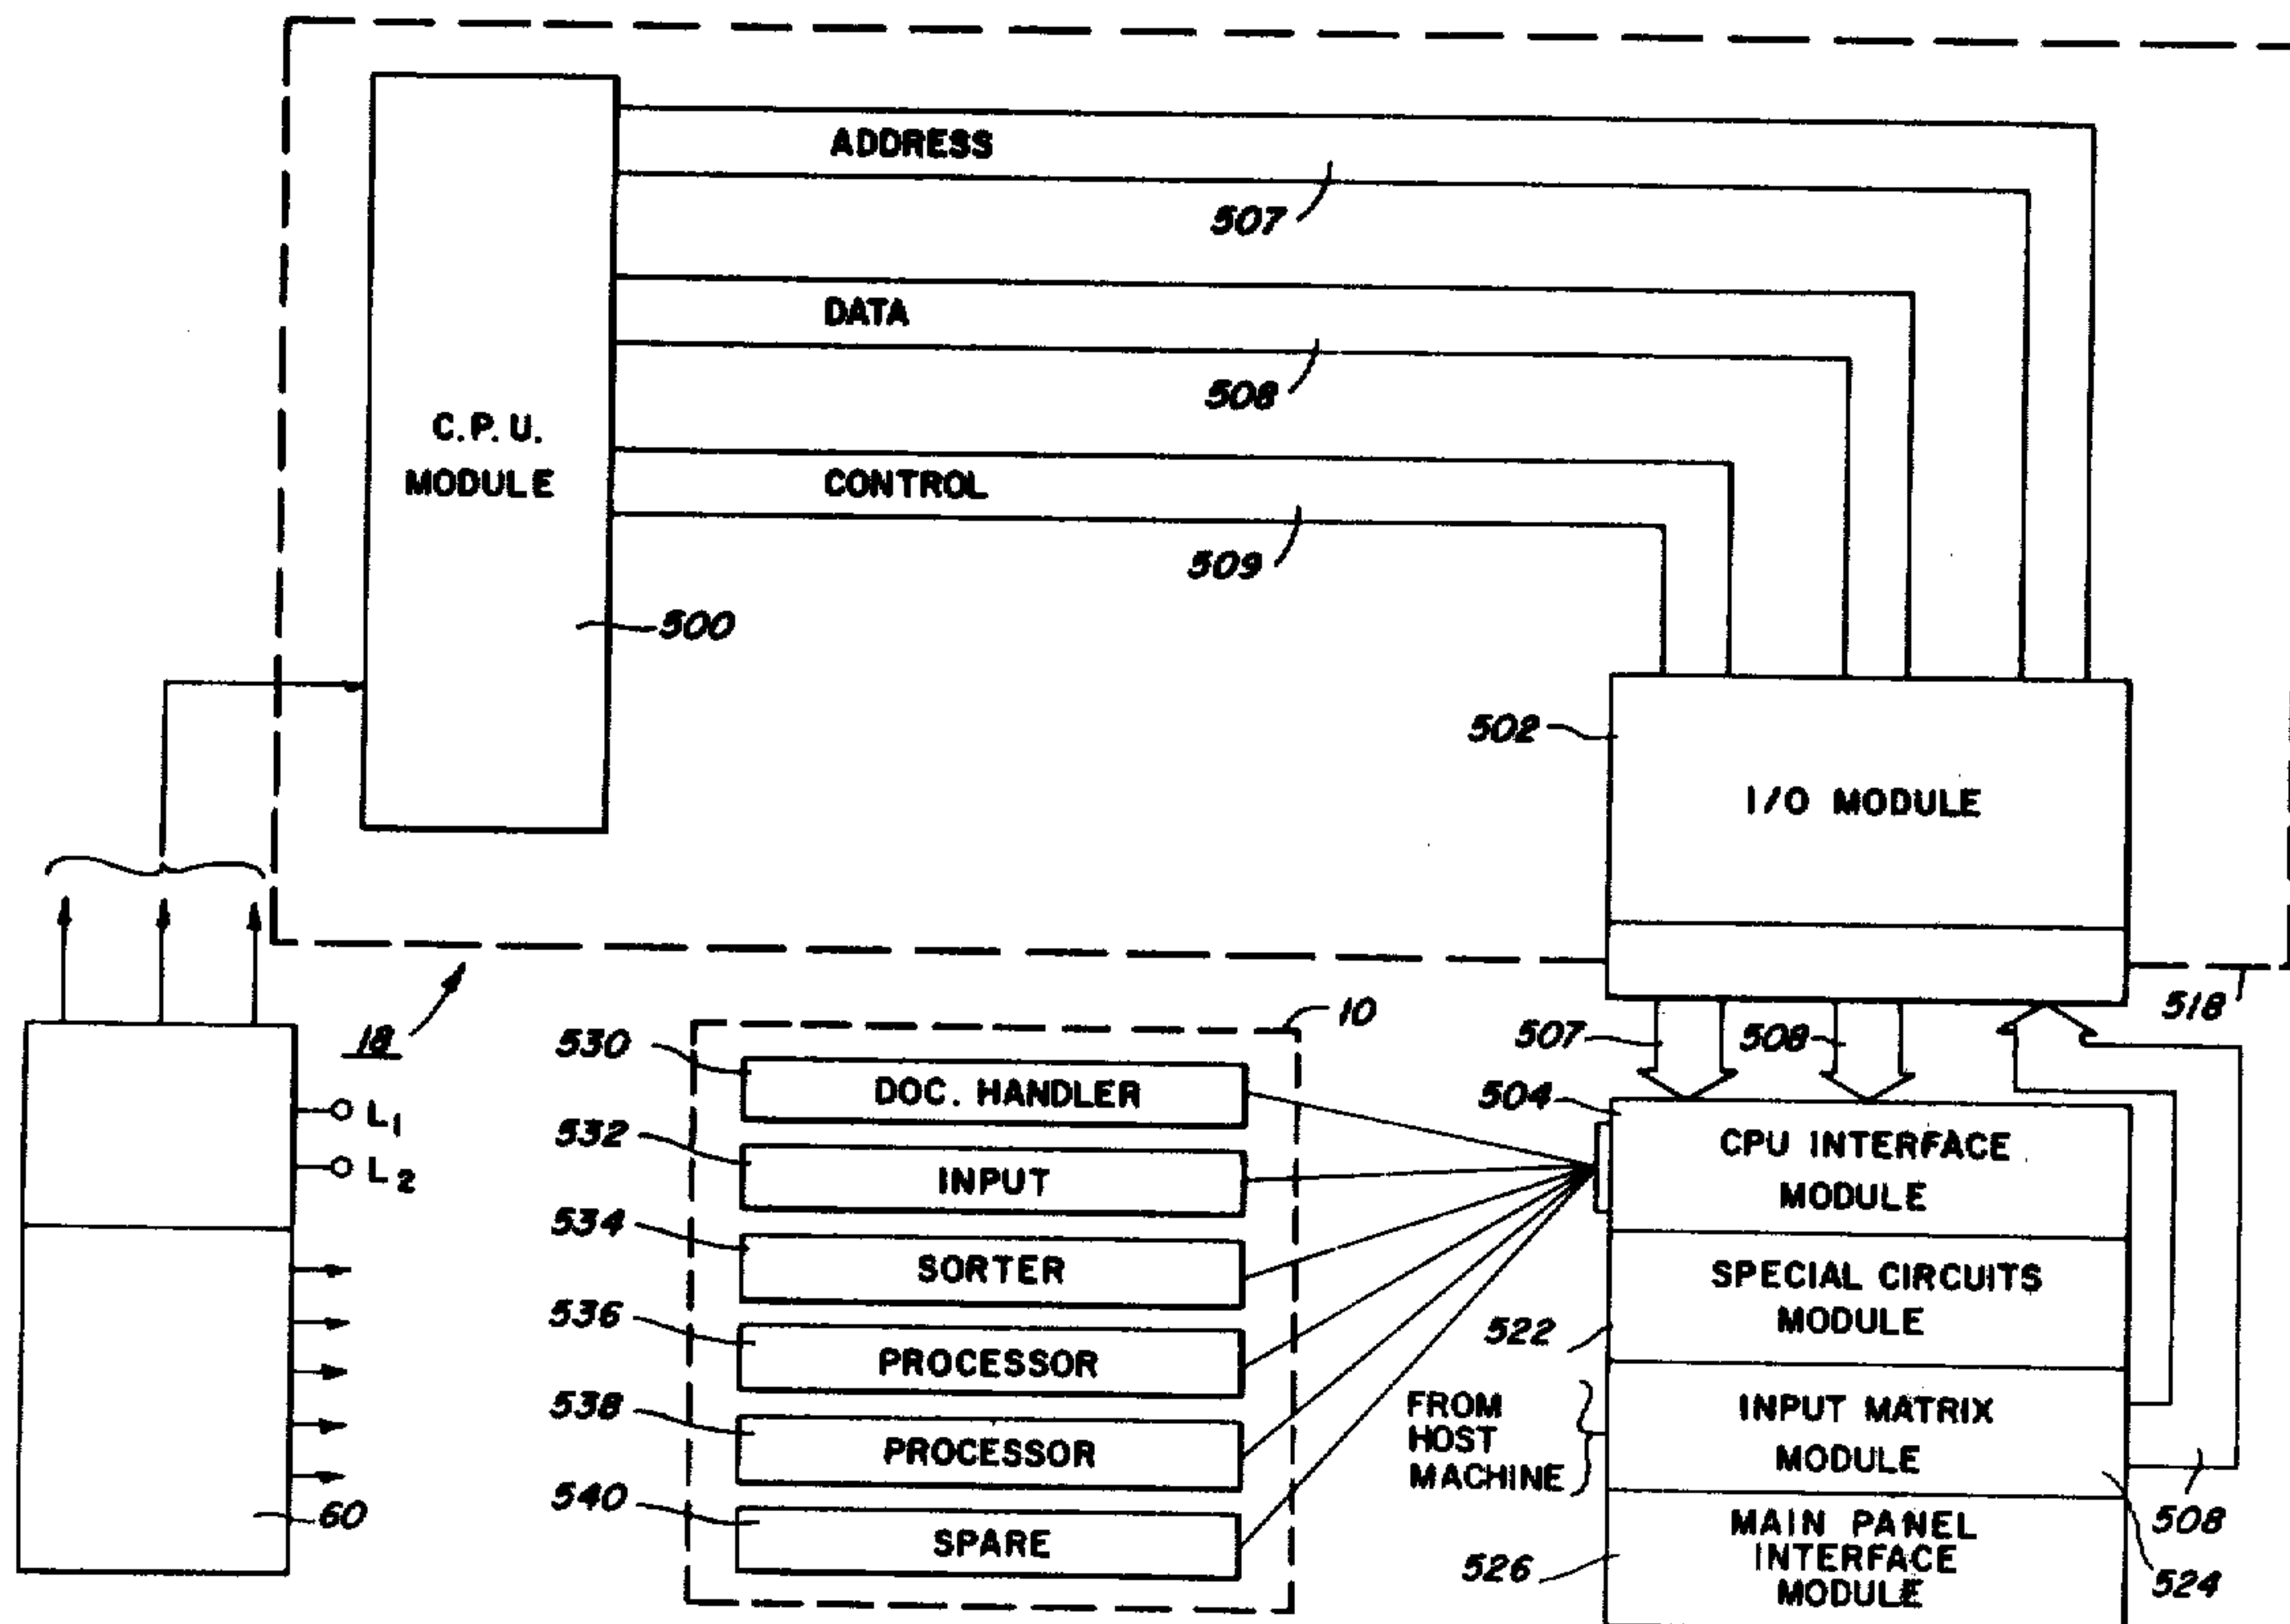 ADDRESS
507
DATA
508
C.P.U.
MODULE
CONTROL
509
500
502
I/O MODULE
518
18
10
507
508
530
DOC. HANDLER
504
L1
CPU INTERFACE
MODULE
532
INPUT
L2
534
SORTER
SPECIAL CIRCUITS
MODULE
522
536
PROCESSOR
538
PROCESSOR
FROM
HOST
MACHINE
INPUT MATRIX
MODULE
540
SPARE
60
508
MAIN PANEL
INTERFACE
MODULE
526
524